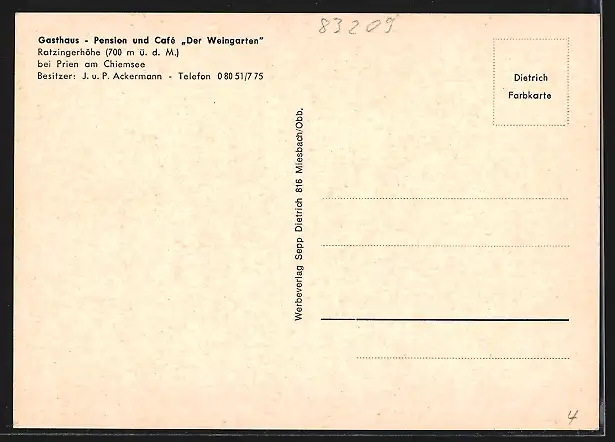 83209
Gasthaus - Pension und Café „Der Weingarten"
Ratzingerhöhe (700 m ü. d. M.)
bei Prien am Chiemsee
Besitzer: J. u. P. Ackermann - Telefon 0 80 51/7 75
Dietrich
Farbkarte
Werbeverlag Sepp Dietrich 816 Miesbach/Obb.
4